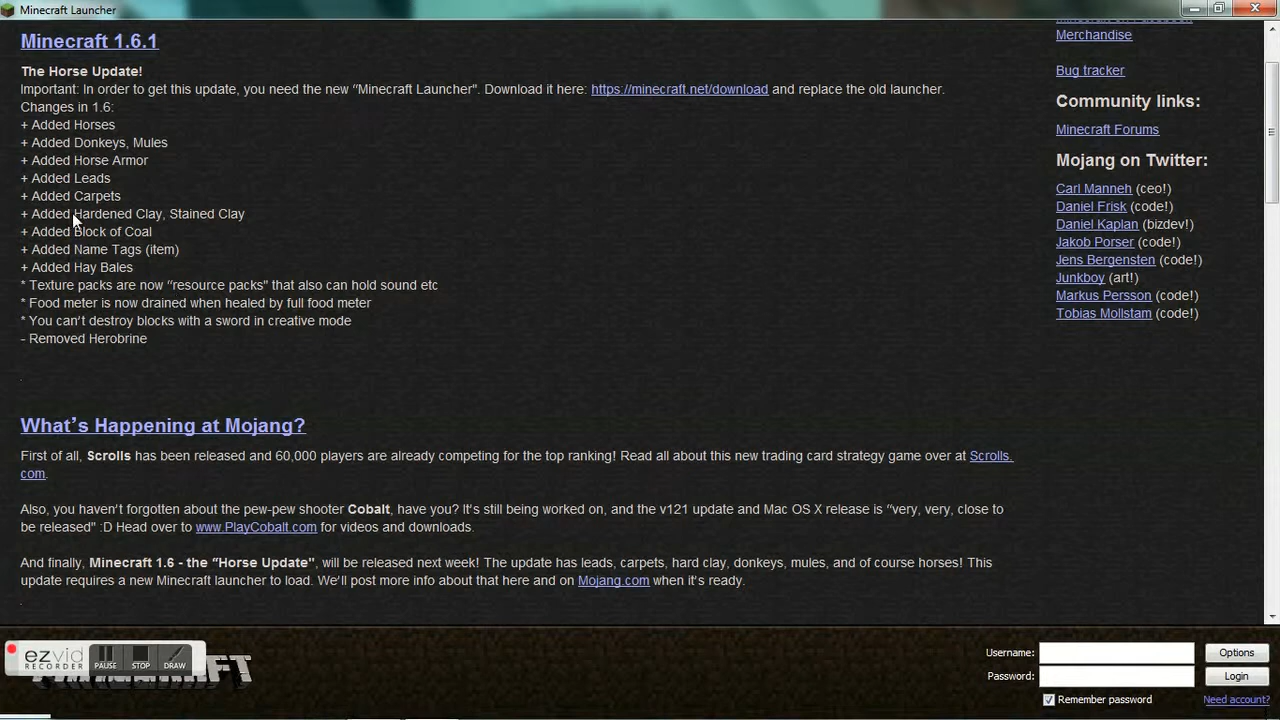 Minecraft Launcher
Minecraft 1.6.1
The Horse Update!
Important: In order to get this update, you need the new “Minecraft Launcher”. Download it here: https://minecraft.net/download and replace the old launcher.
Changes in 1.6:
+ Added Horses
+ Added Donkeys, Mules
+ Added Horse Armor
+ Added Leads
+ Added Carpets
+ Added Hardened Clay, Stained Clay
+ Added Block of Coal
+ Added Name Tags (item)
+ Added Hay Bales
* Texture packs are now “resource packs” that also can hold sound etc
* Food meter is now drained when healed by full food meter
* You can’t destroy blocks with a sword in creative mode
- Removed Herobrine
What’s Happening at Mojang?
First of all, Scrolls has been released and 60,000 players are already competing for the top ranking! Read all about this new trading card strategy game over at Scrolls.
com.
Also, you haven’t forgotten about the pew-pew shooter Cobalt, have you? It’s still being worked on, and the v121 update and Mac OS X release is “very, very, close to
be released” :D Head over to www.PlayCobalt.com for videos and downloads.
And finally, Minecraft 1.6 - the “Horse Update”, will be released next week! The update has leads, carpets, hard clay, donkeys, mules, and of course horses! This
update requires a new Minecraft launcher to load. We’ll post more info about that here and on Mojang.com when it’s ready.
Merchandise
Bug tracker
Community links:
Minecraft Forums
Mojang on Twitter:
Carl Manneh (ceo!)
Daniel Frisk (code!)
Daniel Kaplan (bizdev!)
Jakob Porser (code!)
Jens Bergensten (code!)
Junkboy (art!)
Markus Persson (code!)
Tobias Mollstam (code!)
ezvid
RECORDER
PAUSE
STOP
DRAW
Username:
Options
Password:
Login
Remember password
Need account?